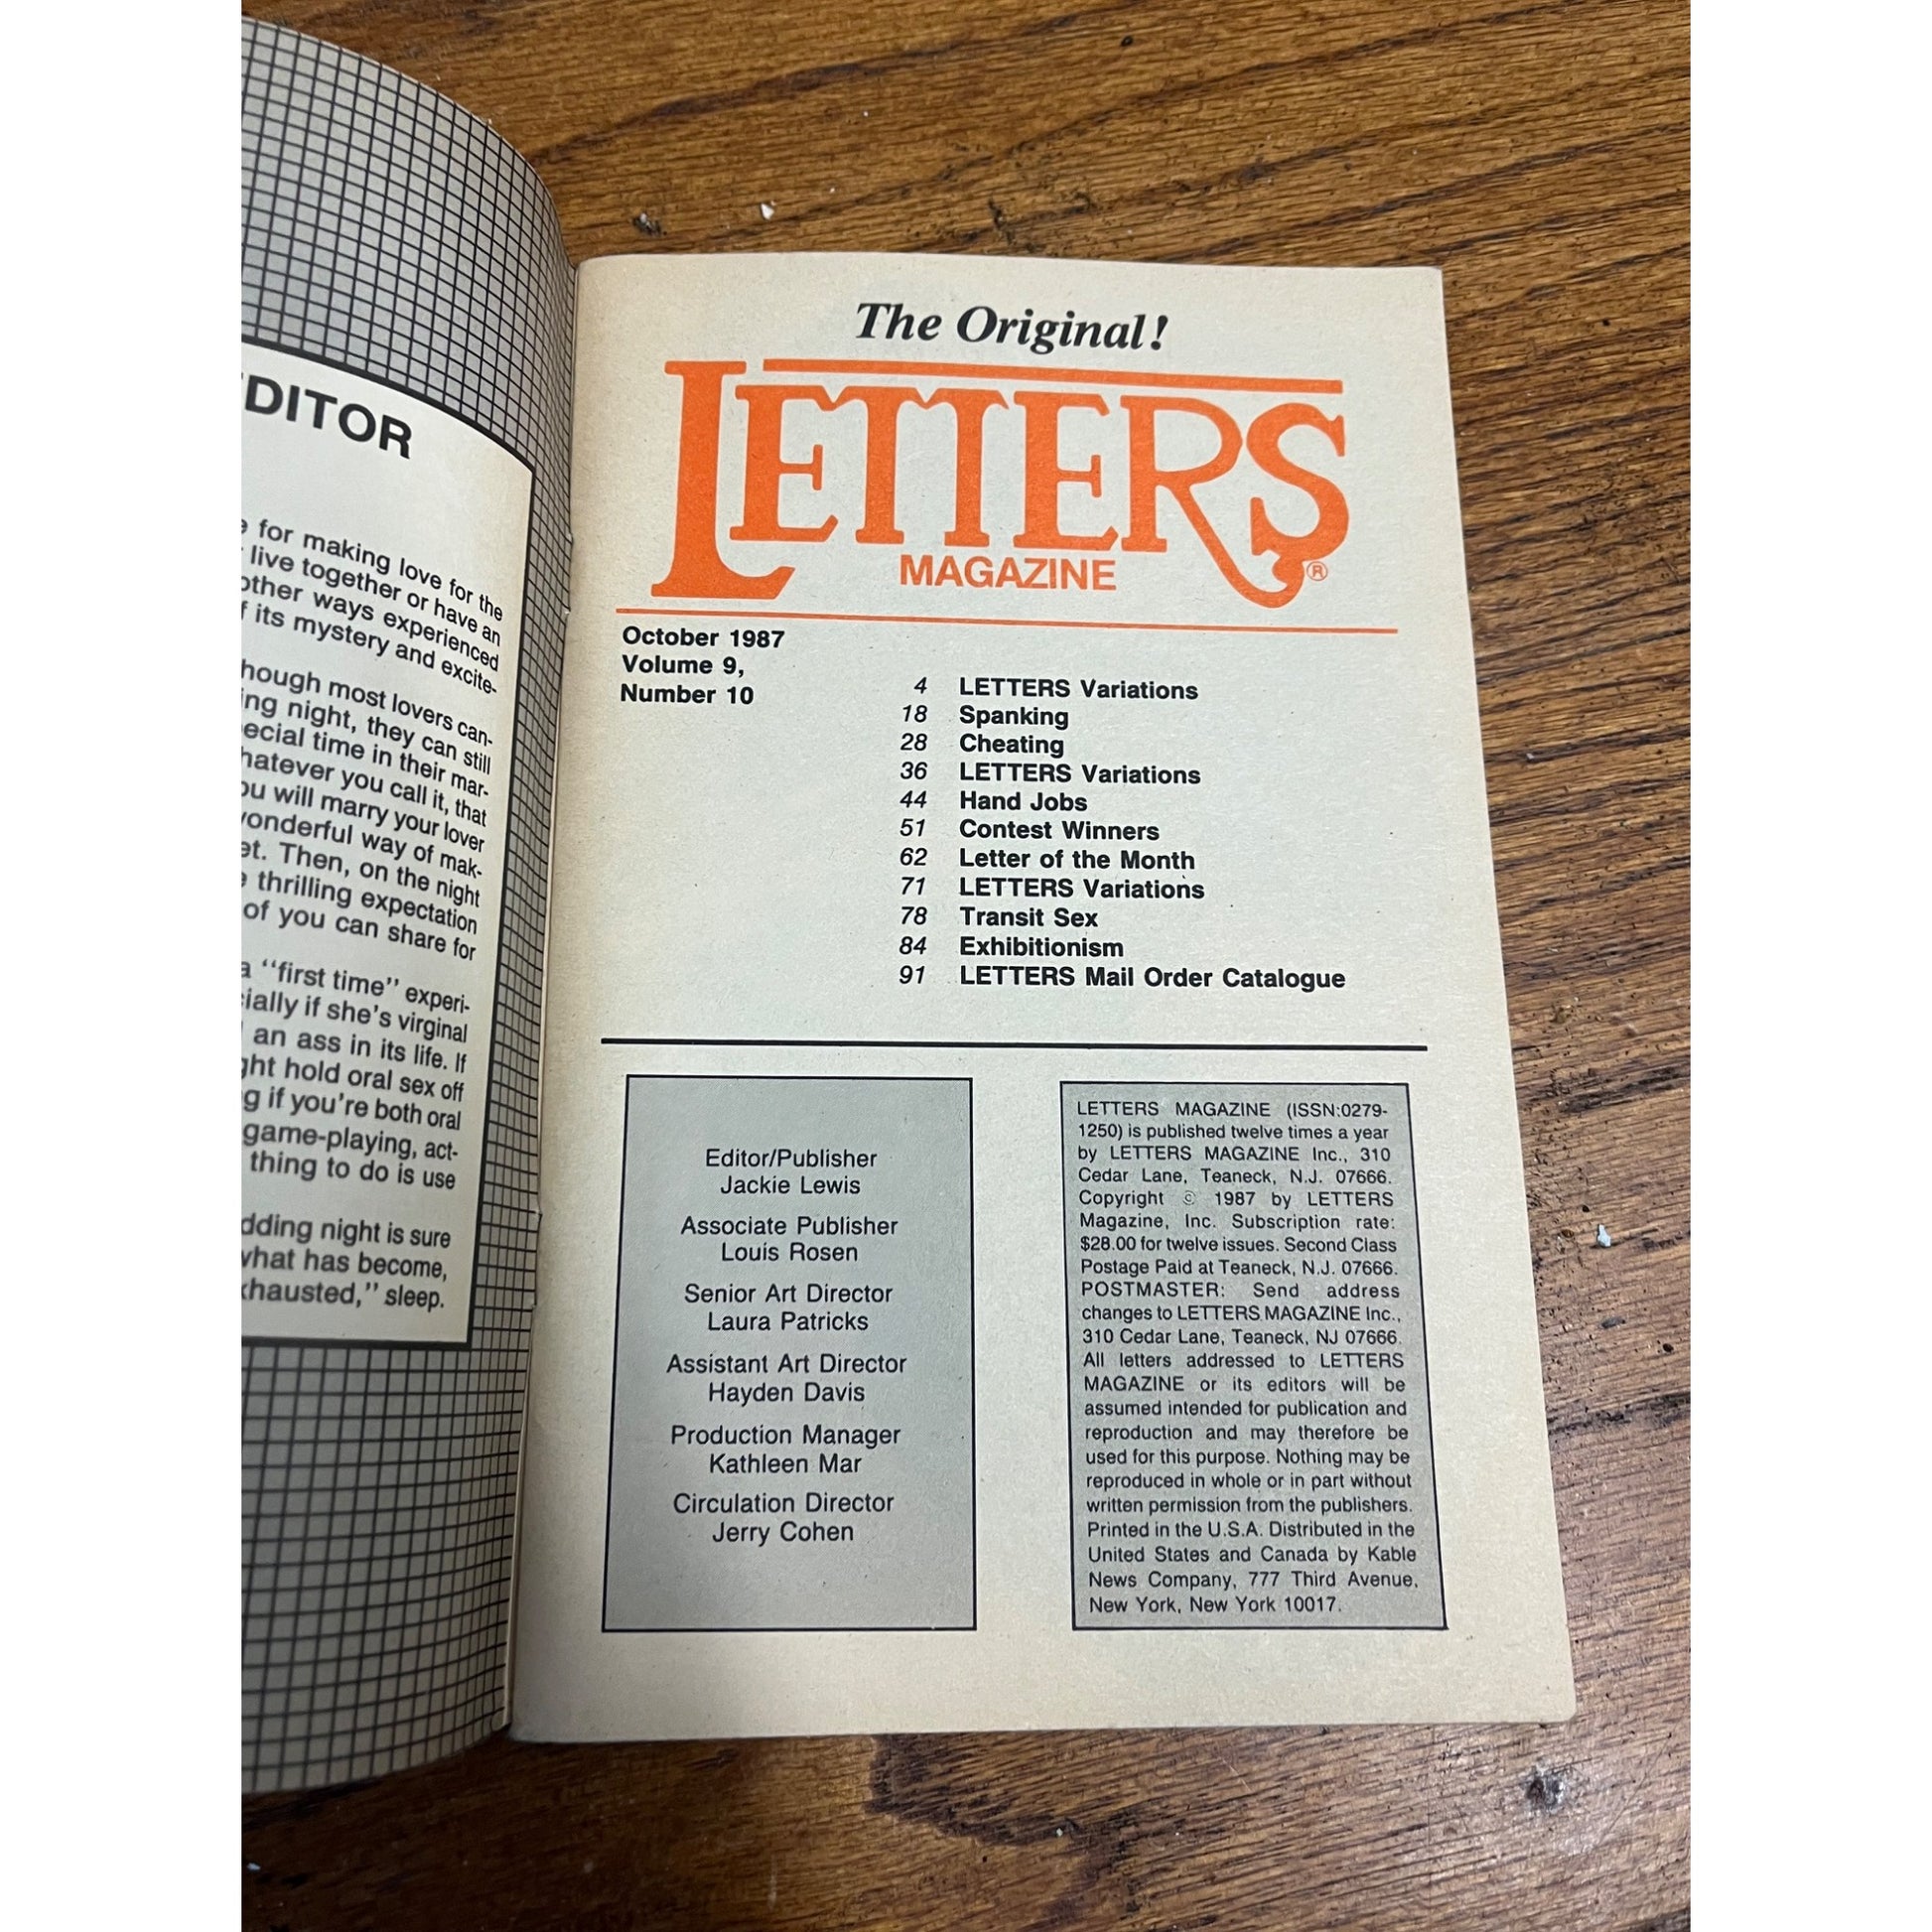 EDITOR
for making love for the
live together or have an
other ways experienced
its mystery and excite-
though most lovers can-
ing night, they can still
ecial time in their mar-
hatever you call it, that
ou will marry your lover
wonderful way of mak-
et. Then, on the night
thrilling expectation
of you can share for
a "first time" experi-
cially if she's virginal
an ass in its life. If
ght hold oral sex off
g if you're both oral
game-playing, act-
thing to do is use
dding night is sure
what has become,
xhausted," sleep.
The Original!
LETTERS
MAGAZINE®
October 1987
Volume 9,
Number 10
4 LETTERS Variations
18 Spanking
28 Cheating
36 LETTERS Variations
44 Hand Jobs
51 Contest Winners
62 Letter of the Month
71 LETTERS Variations
78 Transit Sex
84 Exhibitionism
91 LETTERS Mail Order Catalogue
Editor/Publisher
Jackie Lewis
Associate Publisher
Louis Rosen
Senior Art Director
Laura Patricks
Assistant Art Director
Hayden Davis
Production Manager
Kathleen Mar
Circulation Director
Jerry Cohen
LETTERS MAGAZINE (ISSN:0279-
1250) is published twelve times a year
by LETTERS MAGAZINE Inc., 310
Cedar Lane, Teaneck, N.J. 07666.
Copyright © 1987 by LETTERS
Magazine, Inc. Subscription rate:
$28.00 for twelve issues. Second Class
Postage Paid at Teaneck, N.J. 07666.
POSTMASTER: Send address
changes to LETTERS MAGAZINE Inc.,
310 Cedar Lane, Teaneck, NJ 07666.
All letters addressed to LETTERS
MAGAZINE or its editors will be
assumed intended for publication and
reproduction and may therefore be
used for this purpose. Nothing may be
reproduced in whole or in part without
written permission from the publishers.
Printed in the U.S.A. Distributed in the
United States and Canada by Kable
News Company, 777 Third Avenue,
New York, New York 10017.